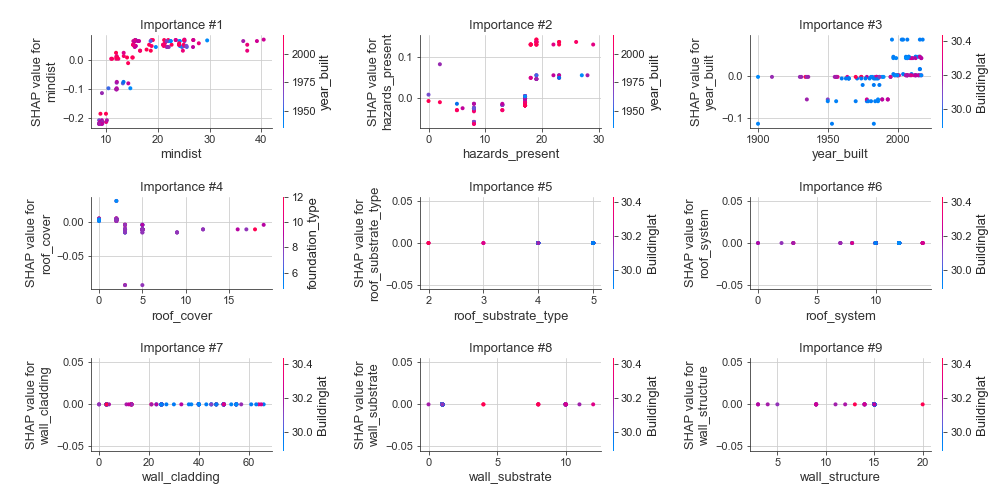 Importance #1
SHAP value for
mindist
0.0
−0.1
−0.2
10
20
30
40
mindist
2000
1975
1950
year_built
Importance #2
SHAP value for
hazards_present
0.1
0.0
0
10
20
30
hazards_present
2000
1975
1950
year_built
Importance #3
SHAP value for
year_built
0.0
−0.1
1900
1950
2000
year_built
30.4
30.2
30.0
Buildinglat
Importance #4
SHAP value for
roof_cover
0.00
−0.05
0
5
10
15
roof_cover
12
10
8
6
foundation_type
Importance #5
SHAP value for
roof_substrate_type
0.05
0.00
−0.05
2
3
4
5
roof_substrate_type
30.4
30.2
30.0
Buildinglat
Importance #6
SHAP value for
roof_system
0.05
0.00
−0.05
0
5
10
roof_system
30.4
30.2
30.0
Buildinglat
Importance #7
SHAP value for
wall_cladding
0.05
0.00
−0.05
0
20
40
60
wall_cladding
30.4
30.2
30.0
Buildinglat
Importance #8
SHAP value for
wall_substrate
0.05
0.00
−0.05
0
5
10
wall_substrate
30.4
30.2
30.0
Buildinglat
Importance #9
SHAP value for
wall_structure
0.05
0.00
−0.05
5
10
15
20
wall_structure
30.4
30.2
30.0
Buildinglat